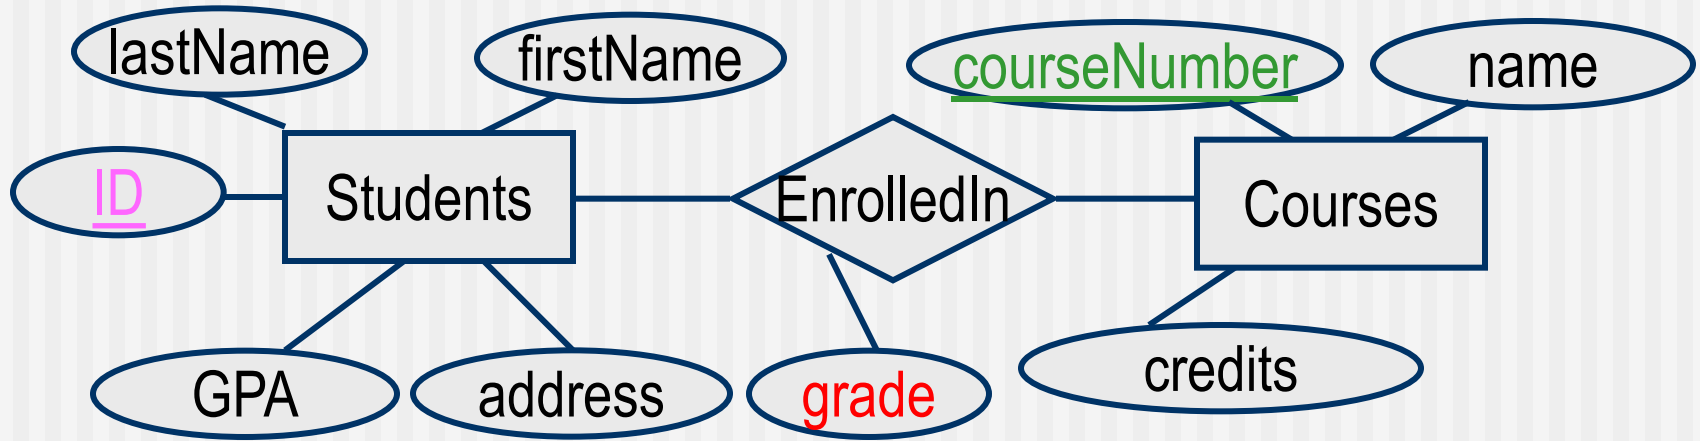 lastName
firstName
courseNumber
name
ID
Students
EnrolledIn
Courses
GPA
address
grade
credits